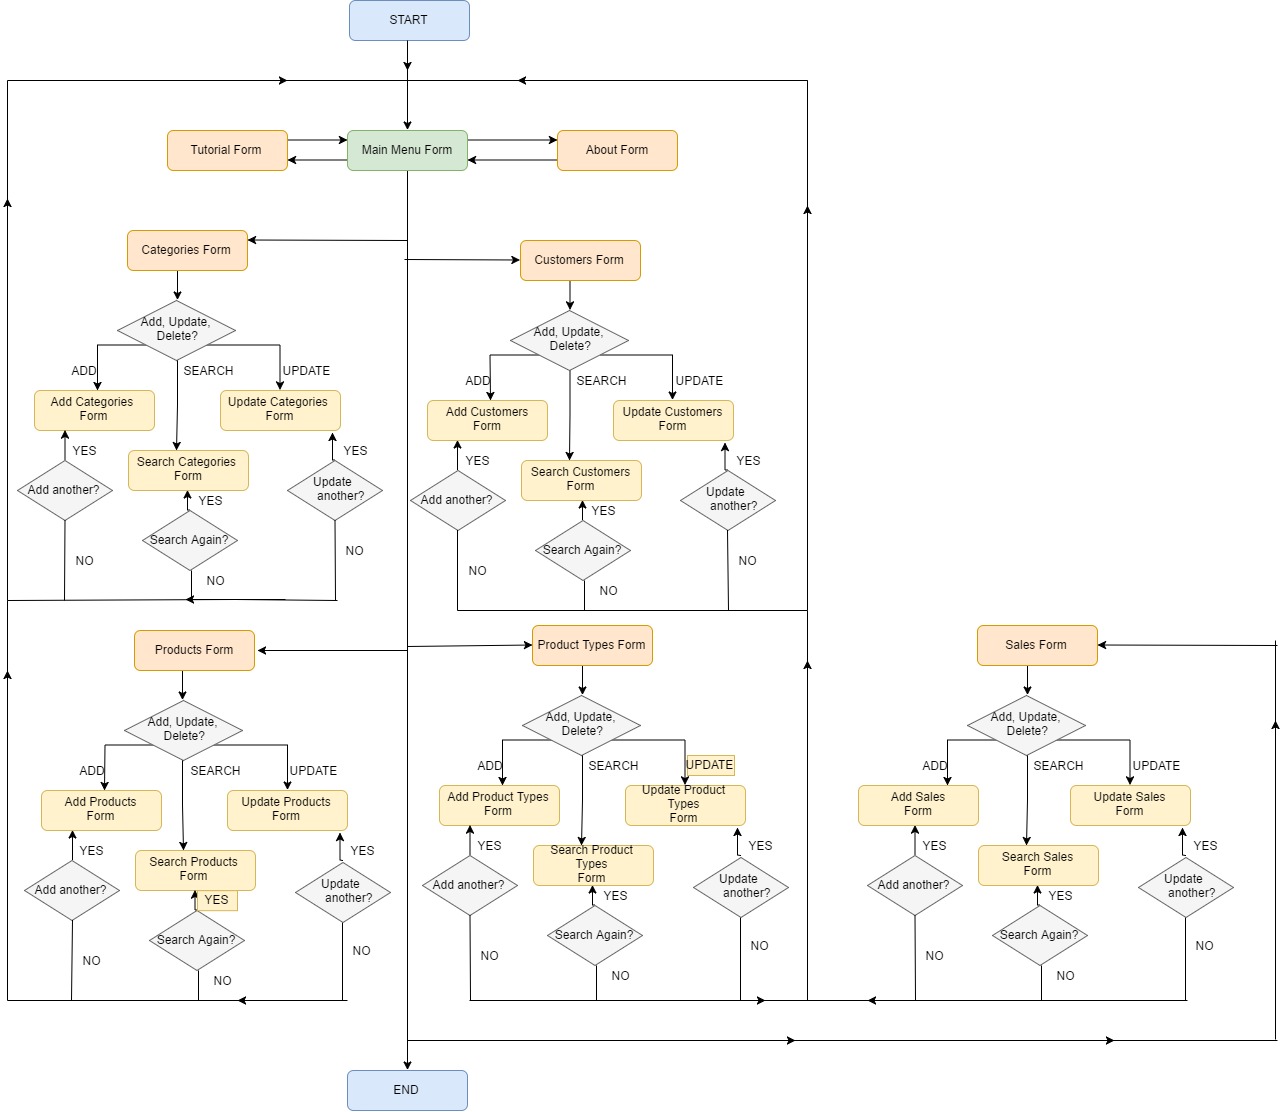 START
Tutorial Form
Main Menu Form
About Form
Categories Form
Add, Update,
Delete?
ADD
SEARCH
UPDATE
Add Categories
Form
Update Categories
Form
YES
YES
Search Categories
Form
Add another?
YES
Update
another?
Search Again?
NO
NO
NO
Customers Form
Add, Update,
Delete?
ADD
SEARCH
UPDATE
Add Customers
Form
Update Customers
Form
YES
YES
Search Customers
Form
Add another?
YES
Update
another?
Search Again?
NO
NO
NO
Products Form
Add, Update,
Delete?
ADD
SEARCH
UPDATE
Add Products
Form
Update Products
Form
YES
YES
Search Products
Form
Add another?
YES
Update
another?
Search Again?
NO
NO
NO
Product Types Form
Add, Update,
Delete?
ADD
SEARCH
UPDATE
Add Product Types
Form
Update Product
Types
Form
YES
YES
Search Product
Types
Form
Add another?
YES
Update
another?
Search Again?
NO
NO
NO
Sales Form
Add, Update,
Delete?
ADD
SEARCH
UPDATE
Add Sales
Form
Update Sales
Form
YES
YES
Search Sales
Form
Add another?
YES
Update
another?
Search Again?
NO
NO
NO
END